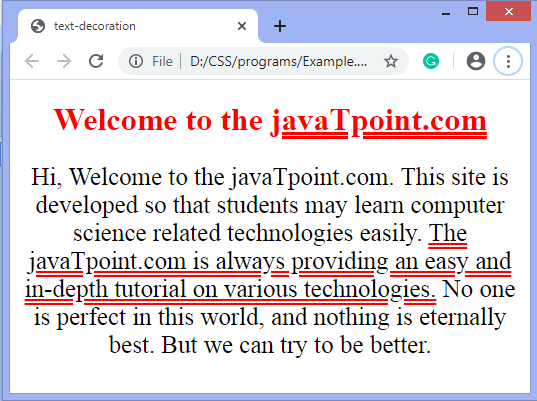 text-decoration
File | D:/CSS/programs/Example....
Welcome to the javaTpoint.com
Hi, Welcome to the javaTpoint.com. This site is
developed so that students may learn computer
science related technologies easily. The
javaTpoint.com is always providing an easy and
in-depth tutorial on various technologies. No one
is perfect in this world, and nothing is eternally
best. But we can try to be better.